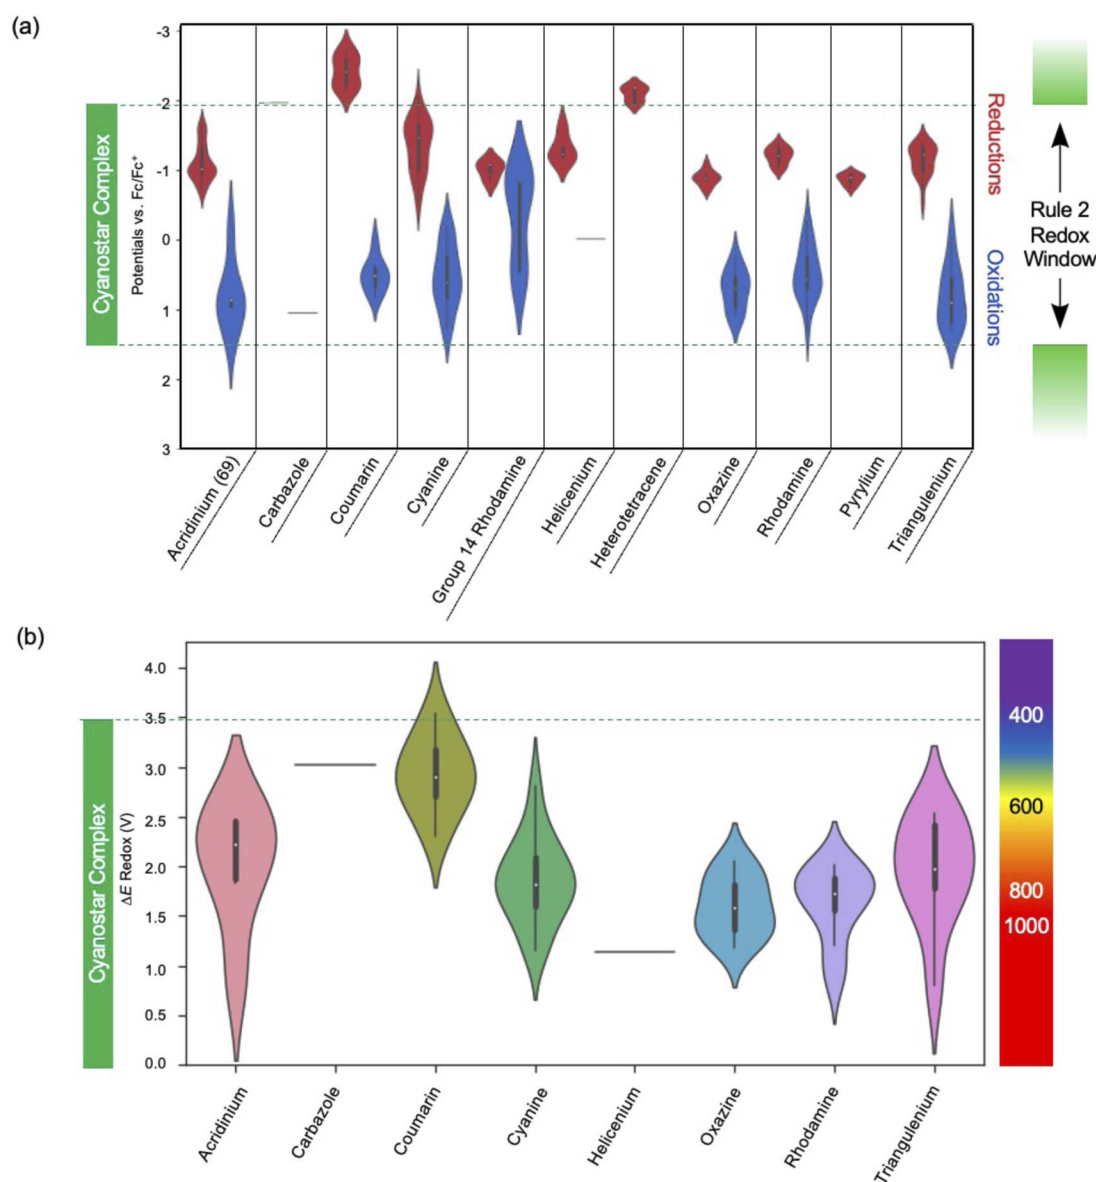 (a)
-3
-2
-1
0
1
2
3
Potentials vs. Fc/Fc⁺
Cyanostar Complex
Reductions
Oxidations
Rule 2
Redox
Window
Acridinium (69)
Carbazole
Coumarin
Cyanine
Group 14 Rhodamine
Helicenium
Heterotetracene
Oxazine
Rhodamine
Pyrylium
Triangulenium
(b)
4.0
3.5
3.0
2.5
2.0
1.5
1.0
0.5
0.0
ΔE Redox (V)
Cyanostar Complex
400
600
800
1000
Acridinium
Carbazole
Coumarin
Cyanine
Helicenium
Oxazine
Rhodamine
Triangulenium